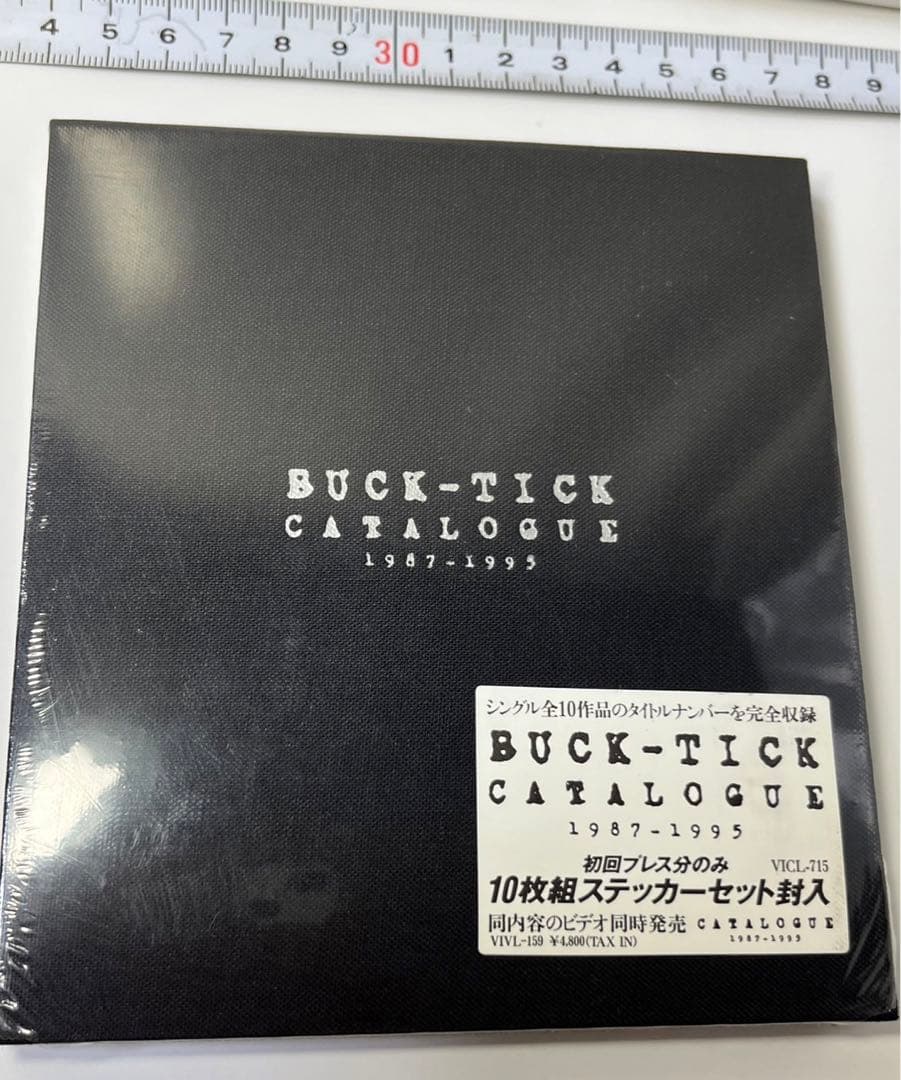 4 5 6 7 8 9 30 1 2 3 4 5 6 7 8 9
BUCK-TICK
CATALOGUE
1987-1995
シングル全10作品のタイトルナンバーを完全収録
BUCK-TICK
CATALOGUE
1987-1995
初回プレス分のみ VICL-715
10枚組ステッカーセット封入
同内容のビデオ同時発売 CATALOGUE
VIVL-159 ¥4,800(TAX IN) 1987-1995